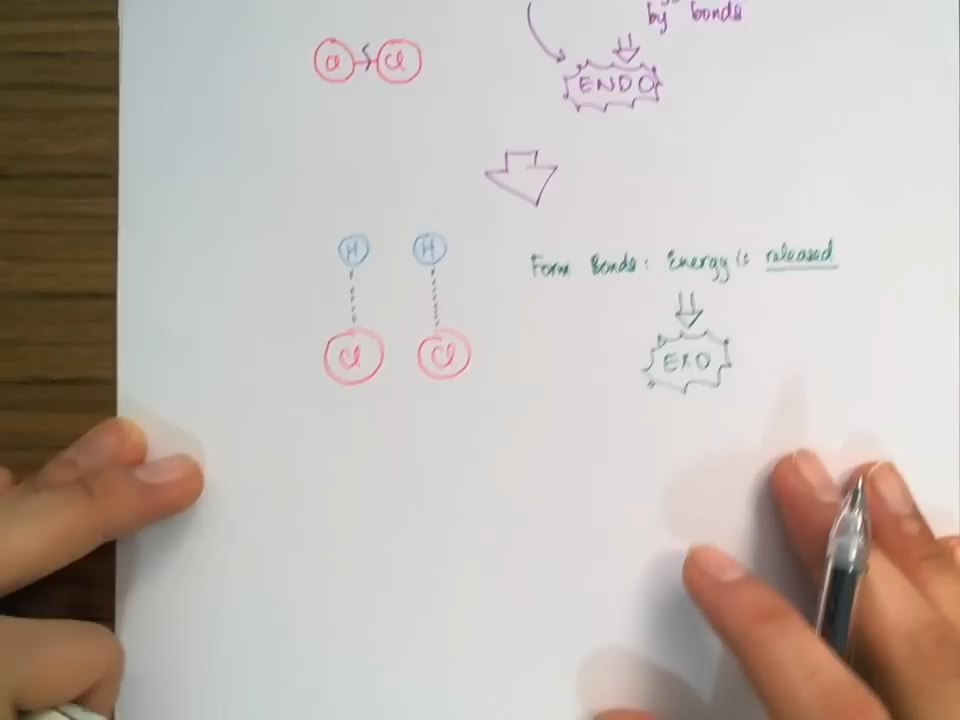 by bonds
Cl Cl
ENDO
H H
Form Bonds: Energy is released
Cl Cl
EXO